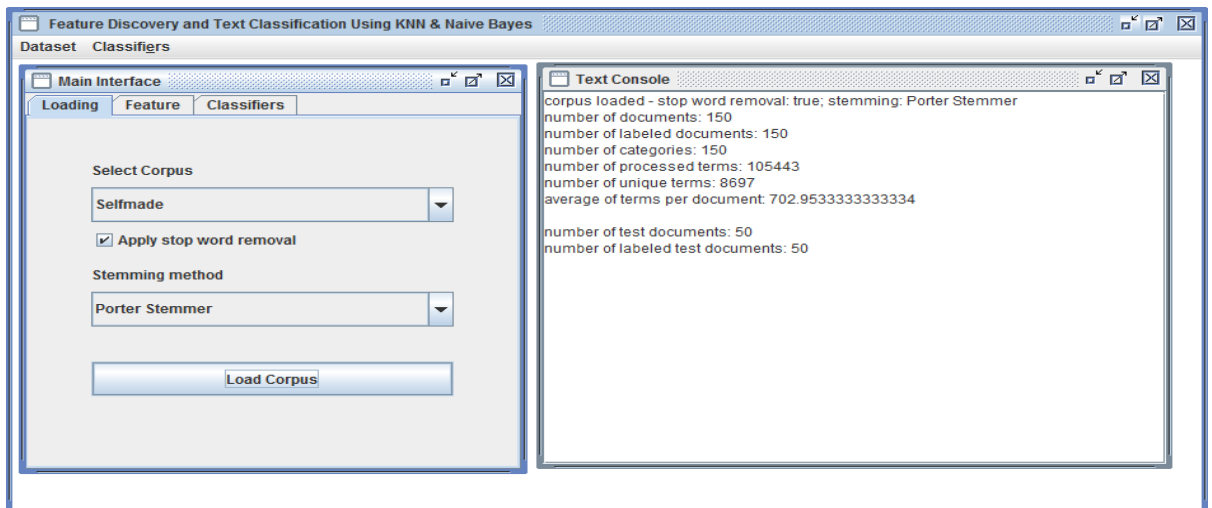 Feature Discovery and Text Classification Using KNN & Naive Bayes
Dataset Classifiers
Main Interface
Loading Feature Classifiers
Select Corpus
Selfmade
Apply stop word removal
Stemming method
Porter Stemmer
Load Corpus
Text Console
corpus loaded - stop word removal: true; stemming: Porter Stemmer
number of documents: 150
number of labeled documents: 150
number of categories: 150
number of processed terms: 105443
number of unique terms: 8697
average of terms per document: 702.9533333333334
number of test documents: 50
number of labeled test documents: 50